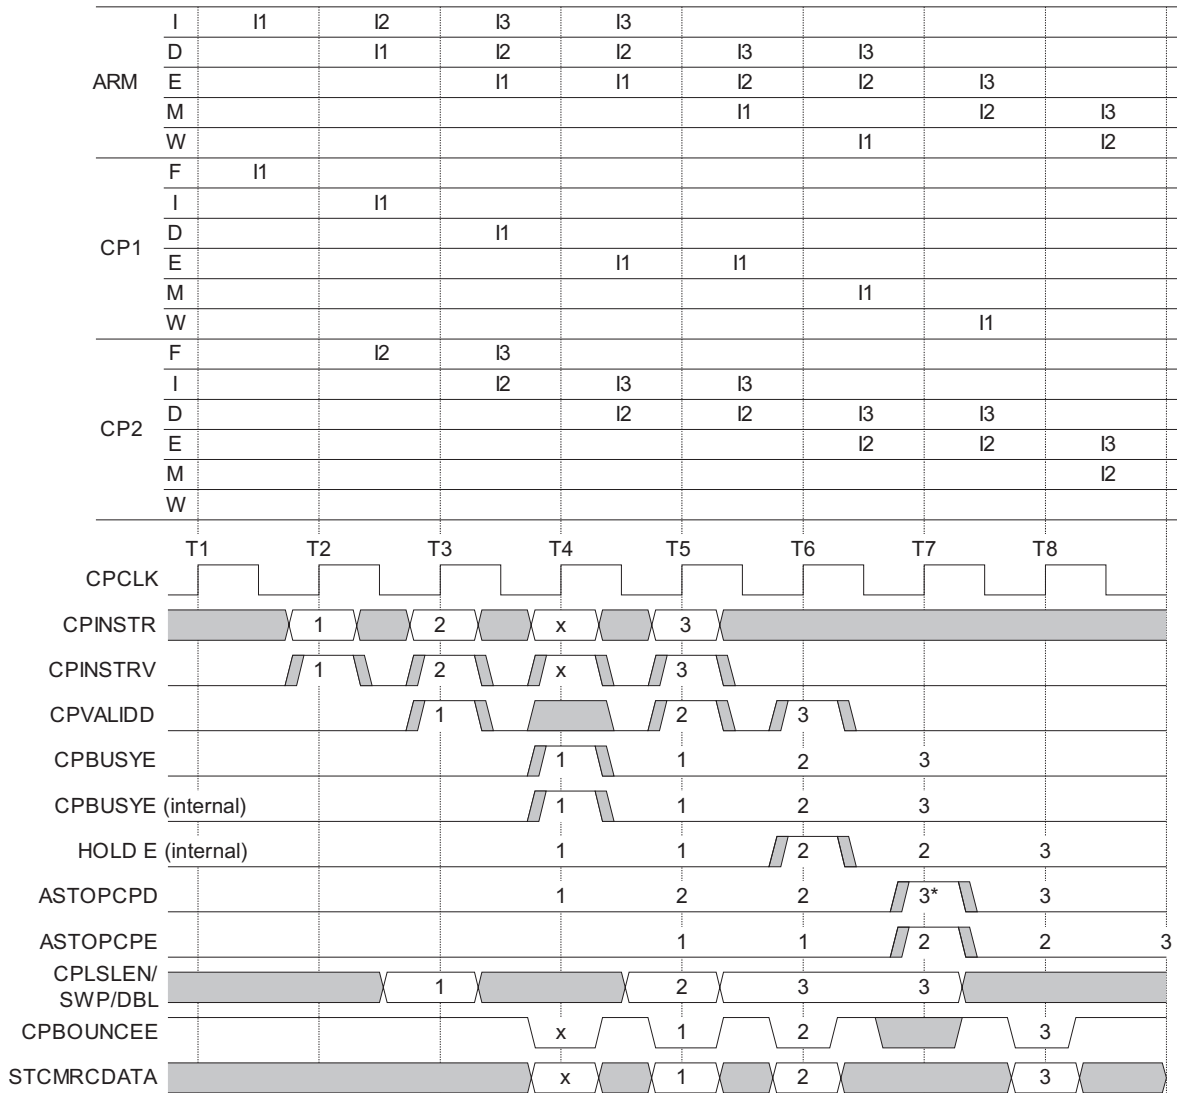 I I1 I2 I3 I3
D I1 I2 I2 I3 I3
ARM E I1 I1 I2 I2 I3
M I1 I2 I3
W I1 I2
F I1
I I1
CP1 D I1
E I1 I1
M I1
W I1
F I2 I3
I I2 I3 I3
CP2 D I2 I2 I3 I3
E I2 I2 I3
M I2
W
T1 T2 T3 T4 T5 T6 T7 T8
CPCLK
CPINSTR 1 2 x 3
CPINSTRV 1 2 x 3
CPVALIDD 1 2 3
CPBUSYE 1 1 2 3
CPBUSYE (internal) 1 1 2 3
HOLD E (internal) 1 1 2 2 3
ASTOPCPD 1 2 2 3* 3
ASTOPCPE 1 1 2 2 3
CPLSLEN/
SWP/DBL 1 2 3 3
CPBOUNCEE x 1 2 3
STCMRCDATA x 1 2 3